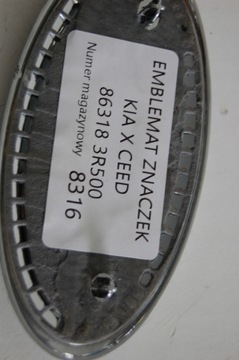 EMBLEMAT ZNACZEK
KIA X CEED
86318 3R500
Numer magazynowy 8316